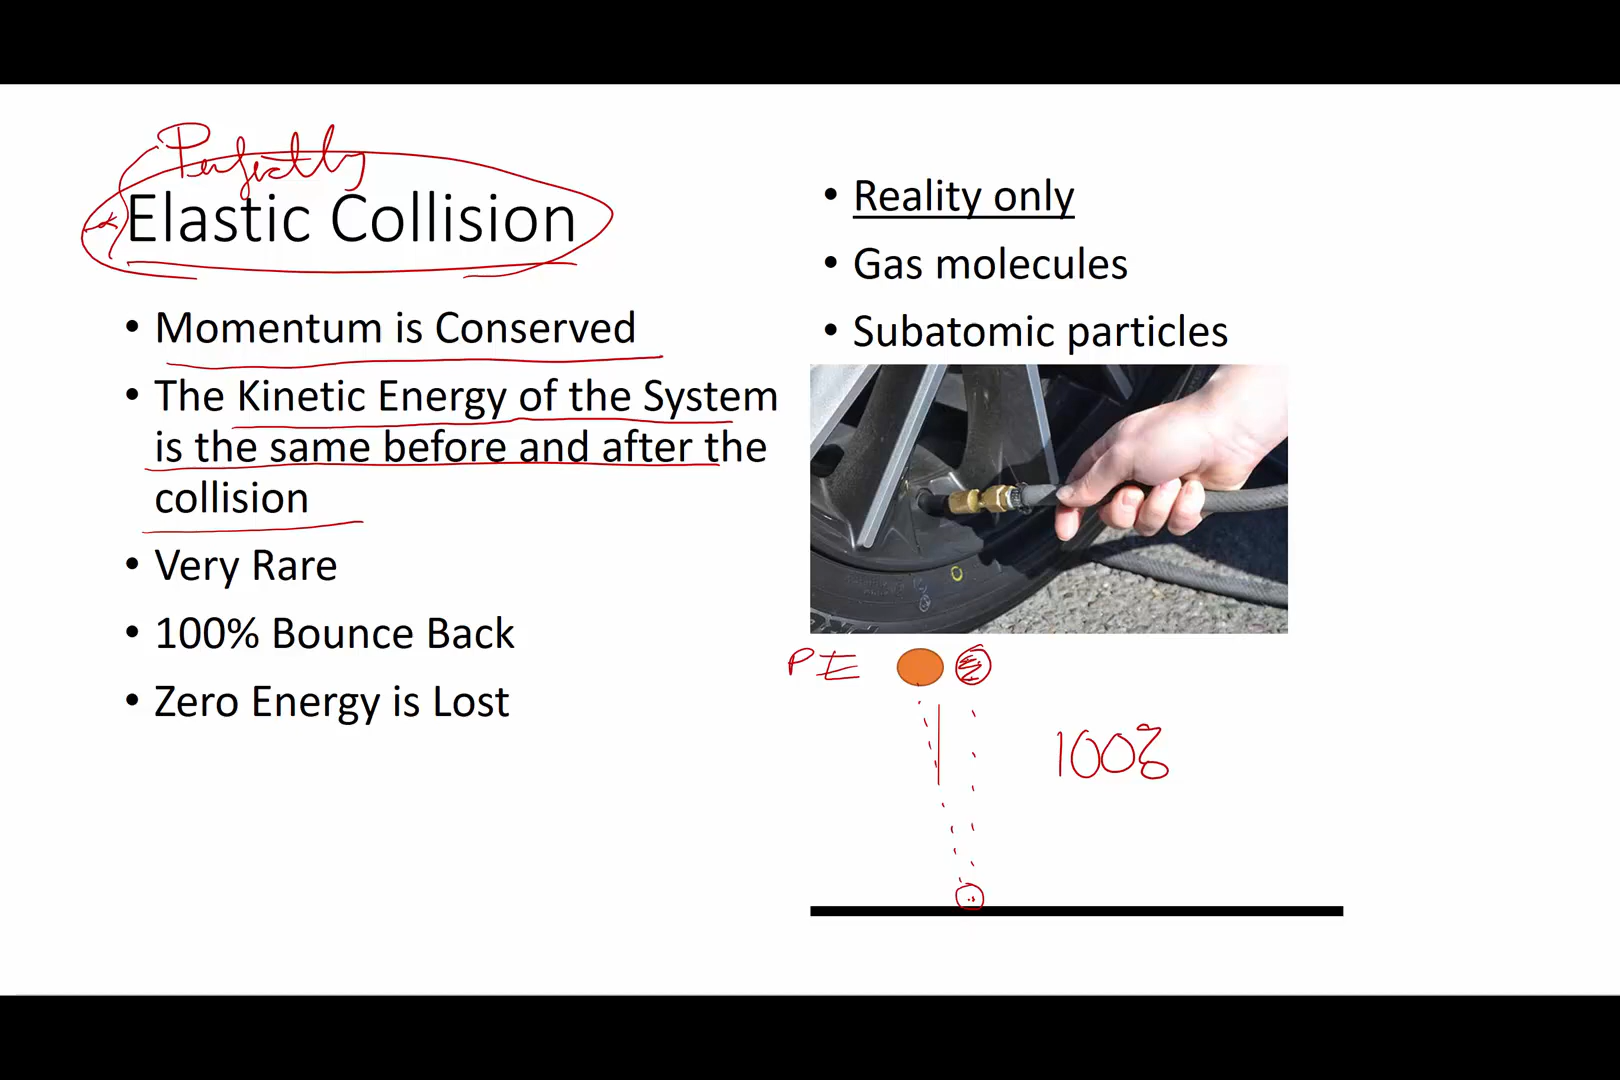 Perfectly
Elastic Collision
• Momentum is Conserved
• The Kinetic Energy of the System
is the same before and after the
collision
• Very Rare
• 100% Bounce Back
• Zero Energy is Lost
• Reality only
• Gas molecules
• Subatomic particles
PE
100%